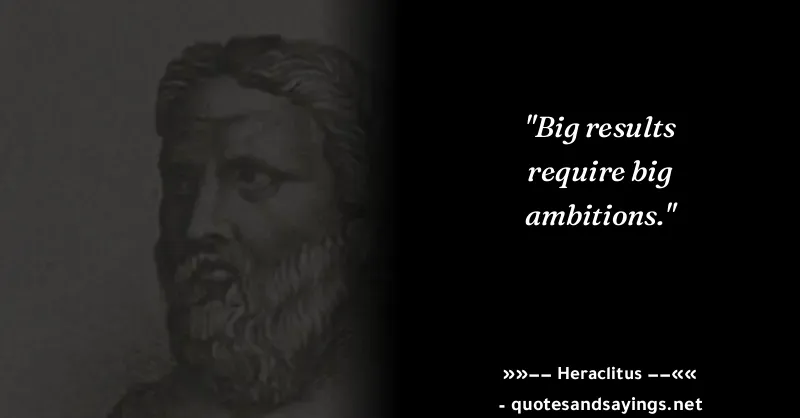 "Big results
require big
ambitions."
»»−− Heraclitus −−««
- quotesandsayings.net